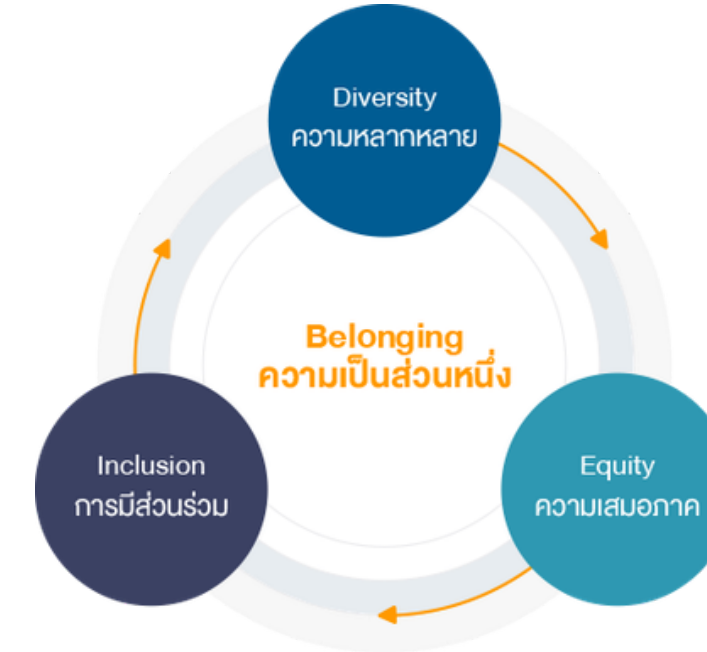 Diversity
ความหลากหลาย
Belonging
ความเป็นส่วนหนึ่ง
Inclusion
การมีส่วนร่วม
Equity
ความเสมอภาค